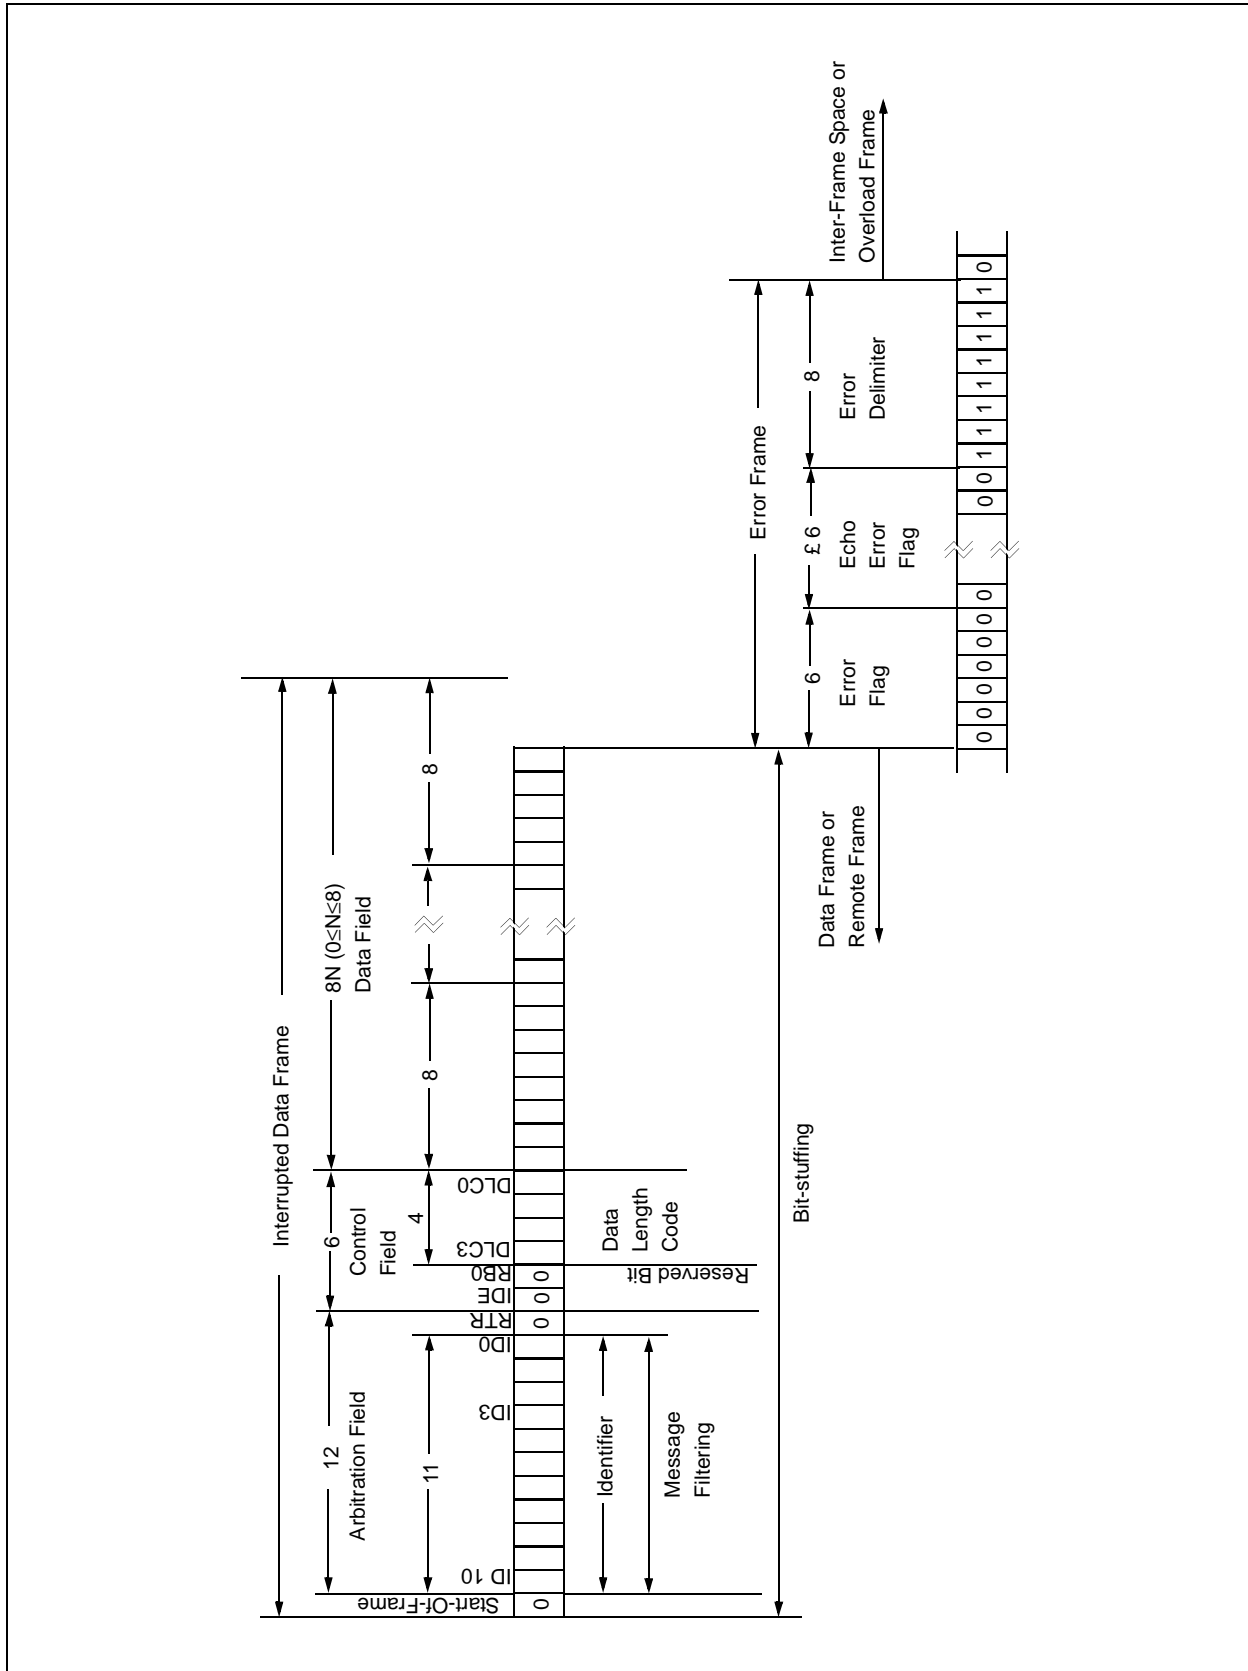 Interrupted Data Frame
12
Arbitration Field
6
Control
Field
8N (0≤N≤8)
Data Field
11
4
8
8
Start-Of-Frame
ID 10
ID3
ID0
RTR
IDE
RB0
DLC3
DLC0
0
0
0
0
Identifier
Message
Filtering
Reserved Bit
Data
Length
Code
Bit-stuffing
Data Frame or
Remote Frame
Error Frame
6
Error
Flag
£ 6
Echo
Error
Flag
8
Error
Delimiter
Inter-Frame Space or
Overload Frame
0 0 0 0 0 0 0 0 0 1 1 1 1 1 1 1 1 0